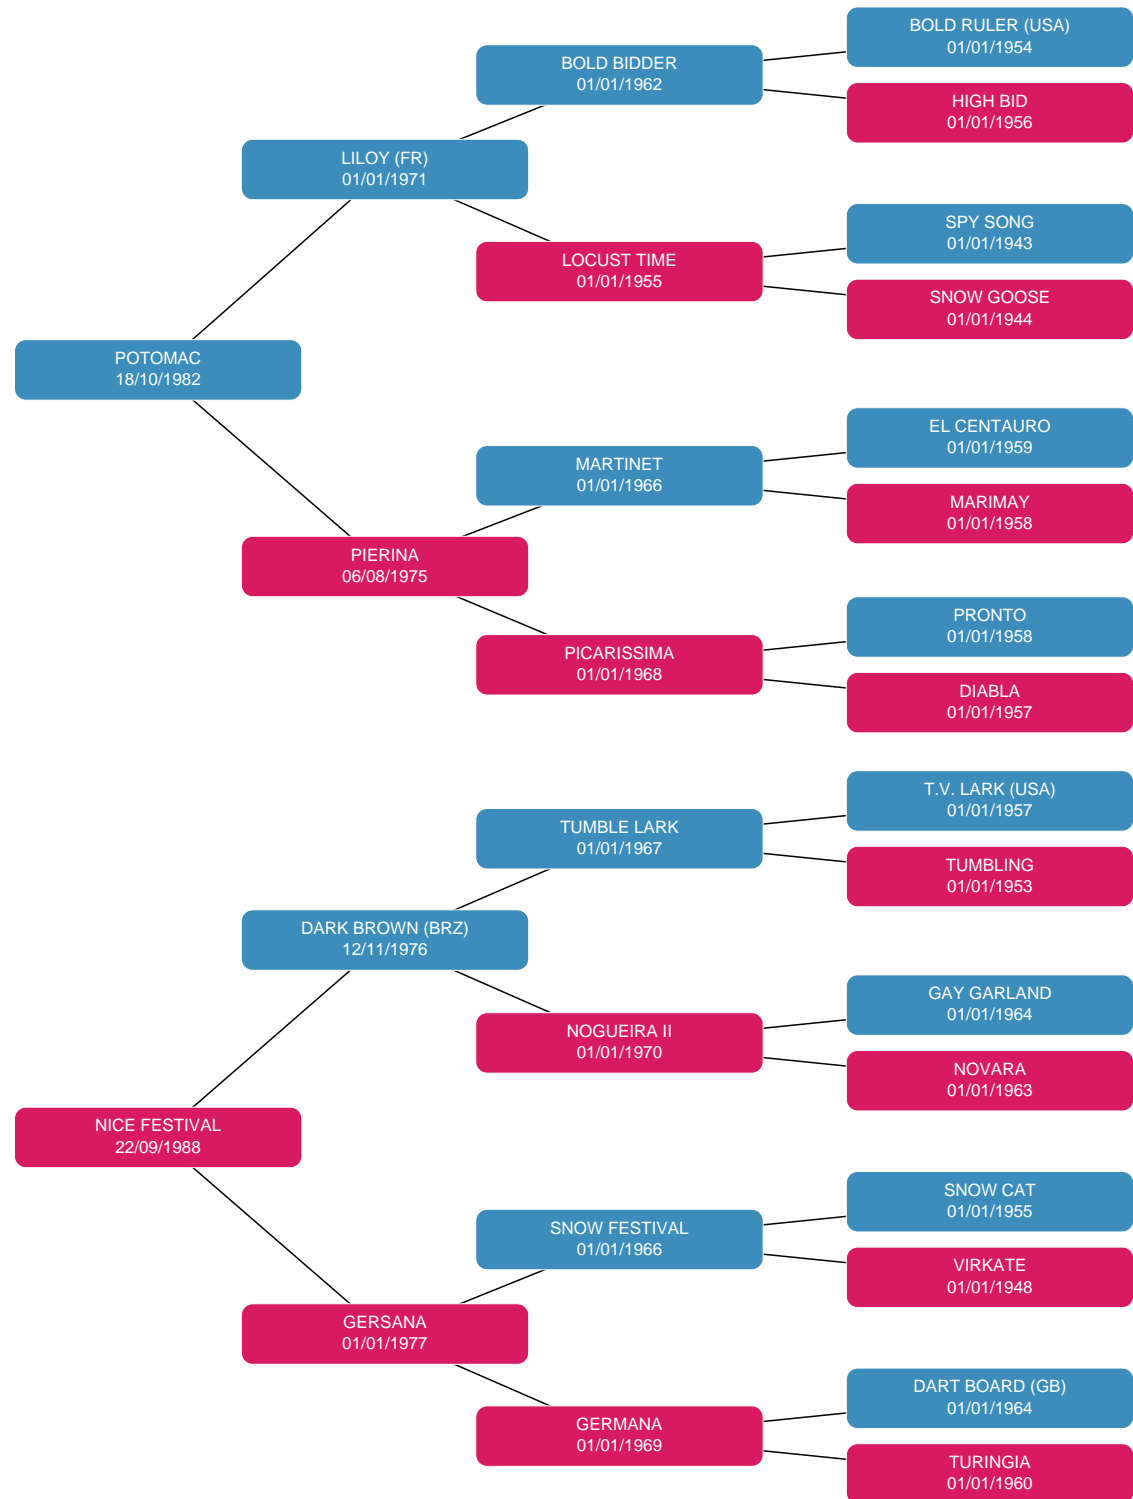 BOLD RULER (USA)
01/01/1954
BOLD BIDDER
01/01/1962
HIGH BID
01/01/1956
LILOY (FR)
01/01/1971
SPY SONG
01/01/1943
LOCUST TIME
01/01/1955
SNOW GOOSE
01/01/1944
POTOMAC
18/10/1982
EL CENTAURO
01/01/1959
MARTINET
01/01/1966
MARIMAY
01/01/1958
PIERINA
06/08/1975
PRONTO
01/01/1958
PICARISSIMA
01/01/1968
DIABLA
01/01/1957
T.V. LARK (USA)
01/01/1957
TUMBLE LARK
01/01/1967
TUMBLING
01/01/1953
DARK BROWN (BRZ)
12/11/1976
GAY GARLAND
01/01/1964
NOGUEIRA II
01/01/1970
NOVARA
01/01/1963
NICE FESTIVAL
22/09/1988
SNOW CAT
01/01/1955
SNOW FESTIVAL
01/01/1966
VIRKATE
01/01/1948
GERSANA
01/01/1977
DART BOARD (GB)
01/01/1964
GERMANA
01/01/1969
TURINGIA
01/01/1960